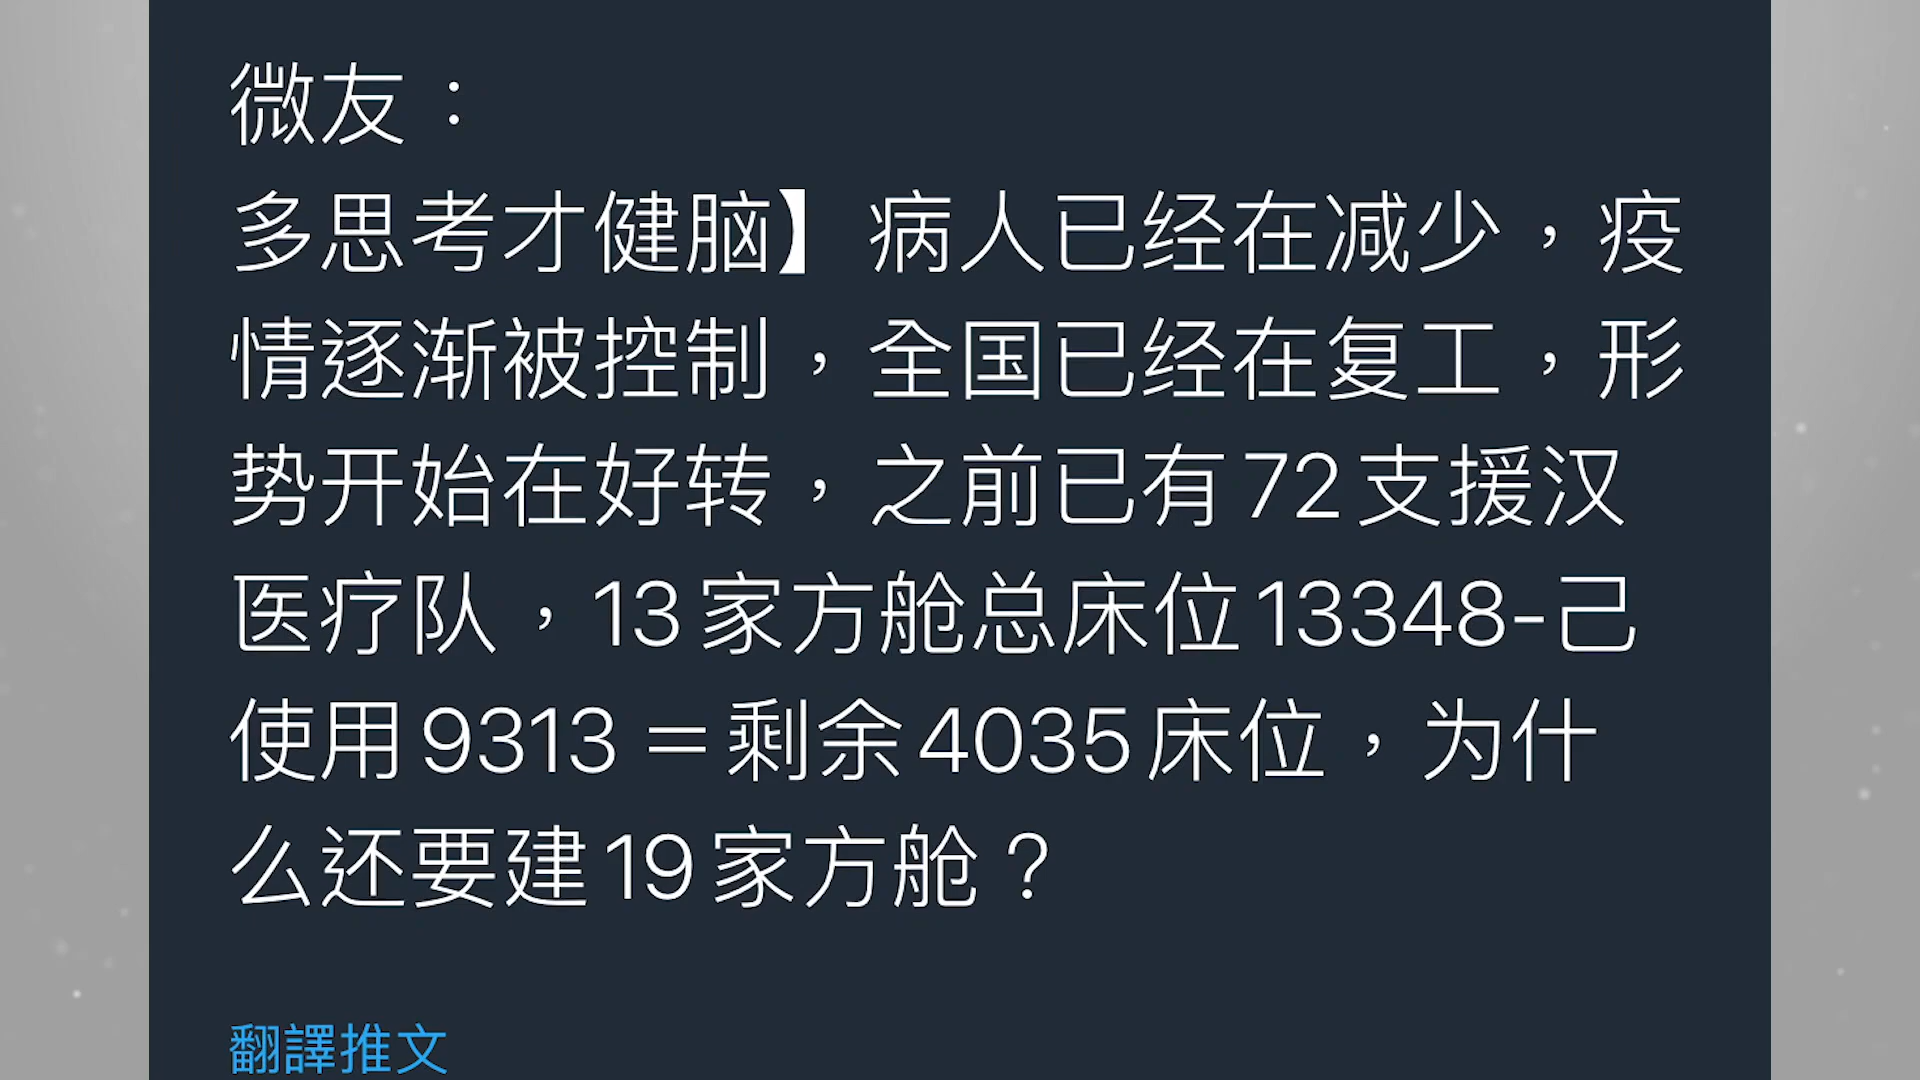 微友：
多思考才健脑】 病人已经在减少，疫
情逐渐被控制，全国已经在复工，形
势开始在好转，之前已有72支援汉
医疗队，13家方舱总床位13348-己
使用9313＝剩余4035床位，为什
么还要建19家方舱？
翻譯推文